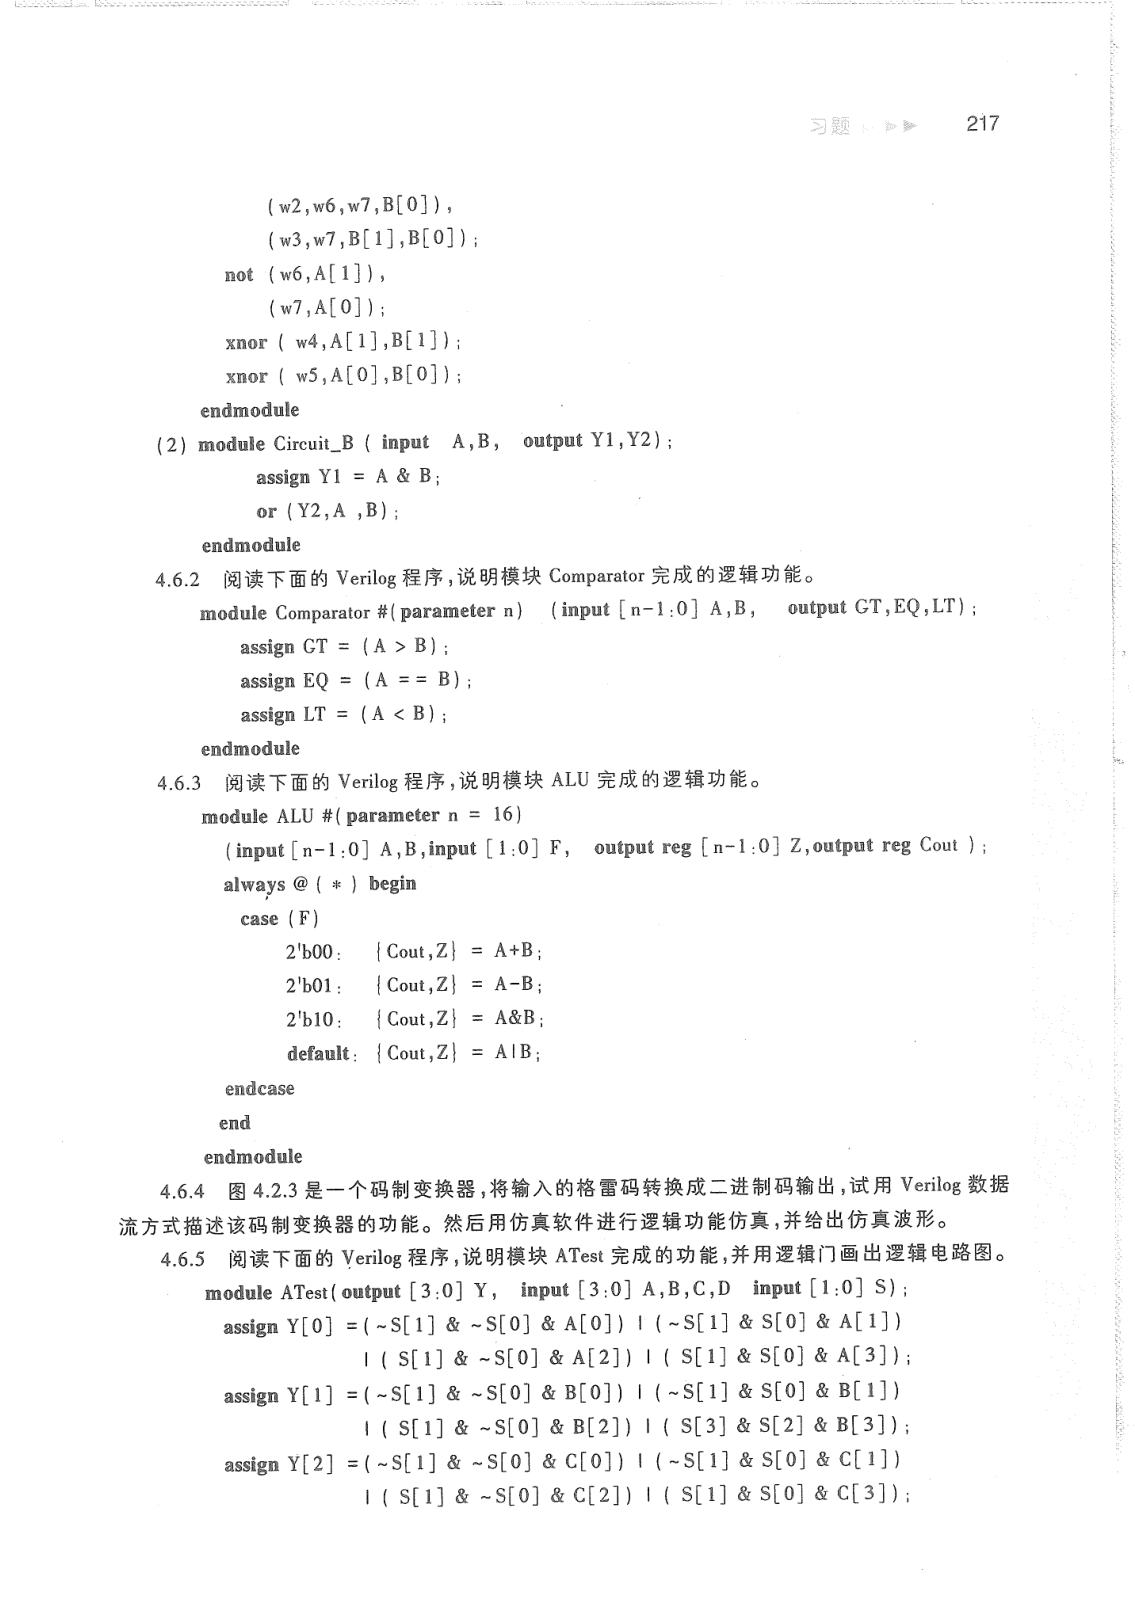 习题 217
(w2,w6,w7,B[0]),
(w3,w7,B[1],B[0]);
not (w6,A[1]),
(w7,A[0]);
xnor ( w4,A[1],B[1]);
xnor ( w5,A[0],B[0]);
endmodule
(2) module Circuit_B ( input A,B, output Y1,Y2);
assign Y1 = A & B;
or (Y2,A ,B);
endmodule
4.6.2 阅读下面的 Verilog 程序,说明模块 Comparator 完成的逻辑功能。
module Comparator #(parameter n) (input [n-1:0] A,B, output GT,EQ,LT);
assign GT = (A > B);
assign EQ = (A == B);
assign LT = (A < B);
endmodule
4.6.3 阅读下面的 Verilog 程序,说明模块 ALU 完成的逻辑功能。
module ALU #(parameter n = 16)
(input [n-1:0] A,B,input [1:0] F, output reg [n-1:0] Z,output reg Cout );
always @ ( * ) begin
case (F)
2'b00: {Cout,Z} = A+B;
2'b01: {Cout,Z} = A-B;
2'b10: {Cout,Z} = A&B;
default: {Cout,Z} = A|B;
endcase
end
endmodule
4.6.4 图 4.2.3 是一个码制变换器,将输入的格雷码转换成二进制码输出,试用 Verilog 数据
流方式描述该码制变换器的功能。然后用仿真软件进行逻辑功能仿真,并给出仿真波形。
4.6.5 阅读下面的 Verilog 程序,说明模块 ATest 完成的功能,并用逻辑门画出逻辑电路图。
module ATest(output [3:0] Y, input [3:0] A,B,C,D input [1:0] S);
assign Y[0] =(~S[1] & ~S[0] & A[0]) | (~S[1] & S[0] & A[1])
| ( S[1] & ~S[0] & A[2]) | ( S[1] & S[0] & A[3]);
assign Y[1] =(~S[1] & ~S[0] & B[0]) | (~S[1] & S[0] & B[1])
| ( S[1] & ~S[0] & B[2]) | ( S[3] & S[2] & B[3]);
assign Y[2] =(~S[1] & ~S[0] & C[0]) | (~S[1] & S[0] & C[1])
| ( S[1] & ~S[0] & C[2]) | ( S[1] & S[0] & C[3]);